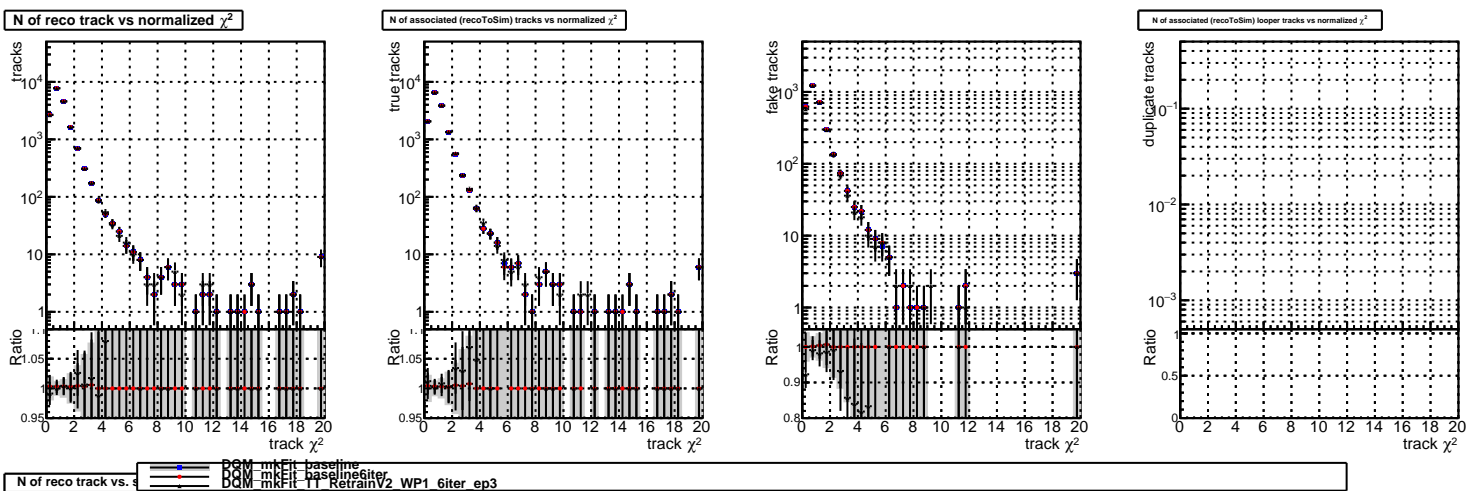 N of reco track vs normalized χ²
N of associated (recoToSim) tracks vs normalized χ²
N of associated (recoToSim) looper tracks vs normalized χ²
tracks
10⁴
10³
10²
10
1
true tracks
10⁴
10³
10²
10
1
fake tracks
10³
10²
10
1
duplicate tracks
10⁻¹
10⁻²
10⁻³
Ratio
1.
1.05
1.00
0.95
Ratio
1.
1.05
1.00
0.95
Ratio
1
0.9
0.8
Ratio
1
0.5
0
0 2 4 6 8 10 12 14 16 18 20
track χ²
0 2 4 6 8 10 12 14 16 18 20
track χ²
0 2 4 6 8 10 12 14 16 18 20
track χ²
0 2 4 6 8 10 12 14 16 18 20
track χ²
DQM_mkFit_baseline
DQM_mkFit_baseline6iter
DQM_mkFit_TT_RetrainV2_WP1_6iter_ep3
N of reco track vs.